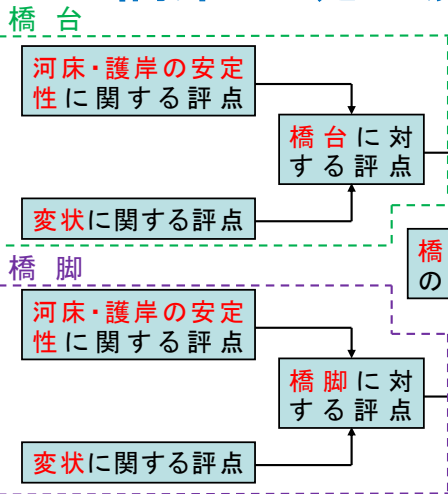 橋台
河床・護岸の安定
性に関する評点
橋台に対
する評点
変状に関する評点
橋
の
橋脚
河床・護岸の安定
性に関する評点
橋脚に対
する評点
変状に関する評点